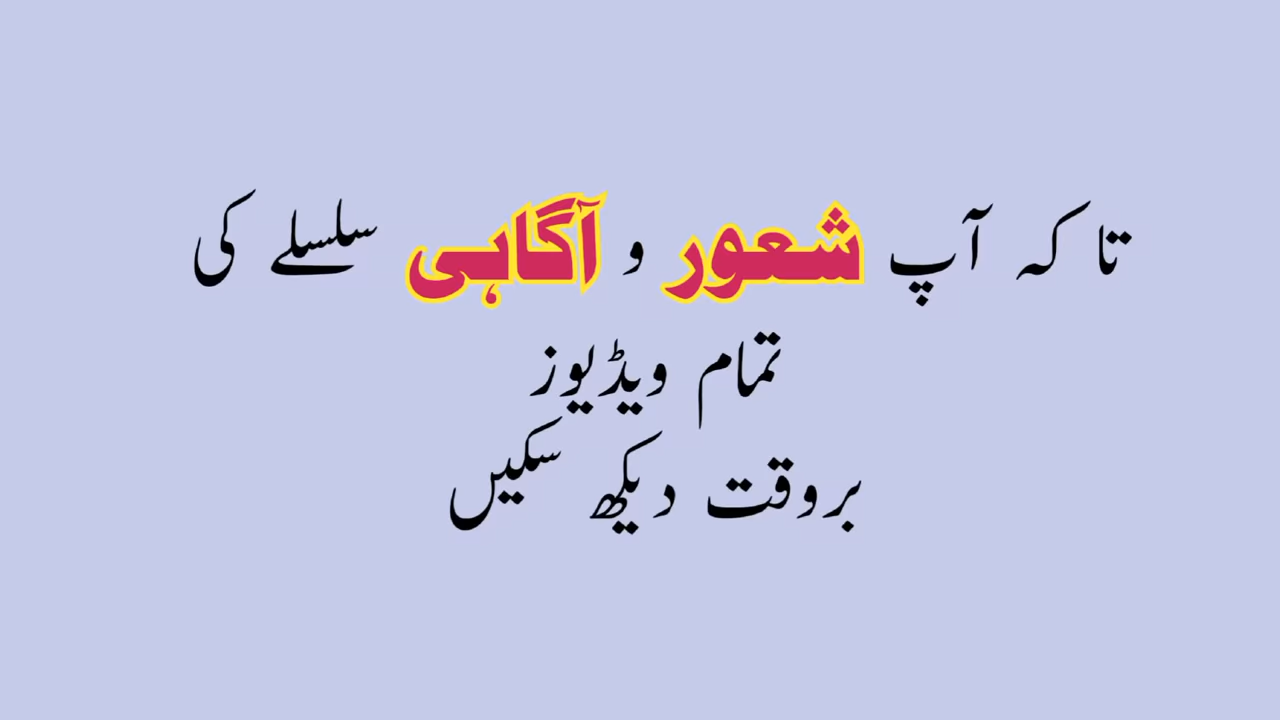 تا کہ آپ شعور و آگاہی سلسلے کی
تمام ویڈیوز
بروقت دیکھ سکیں